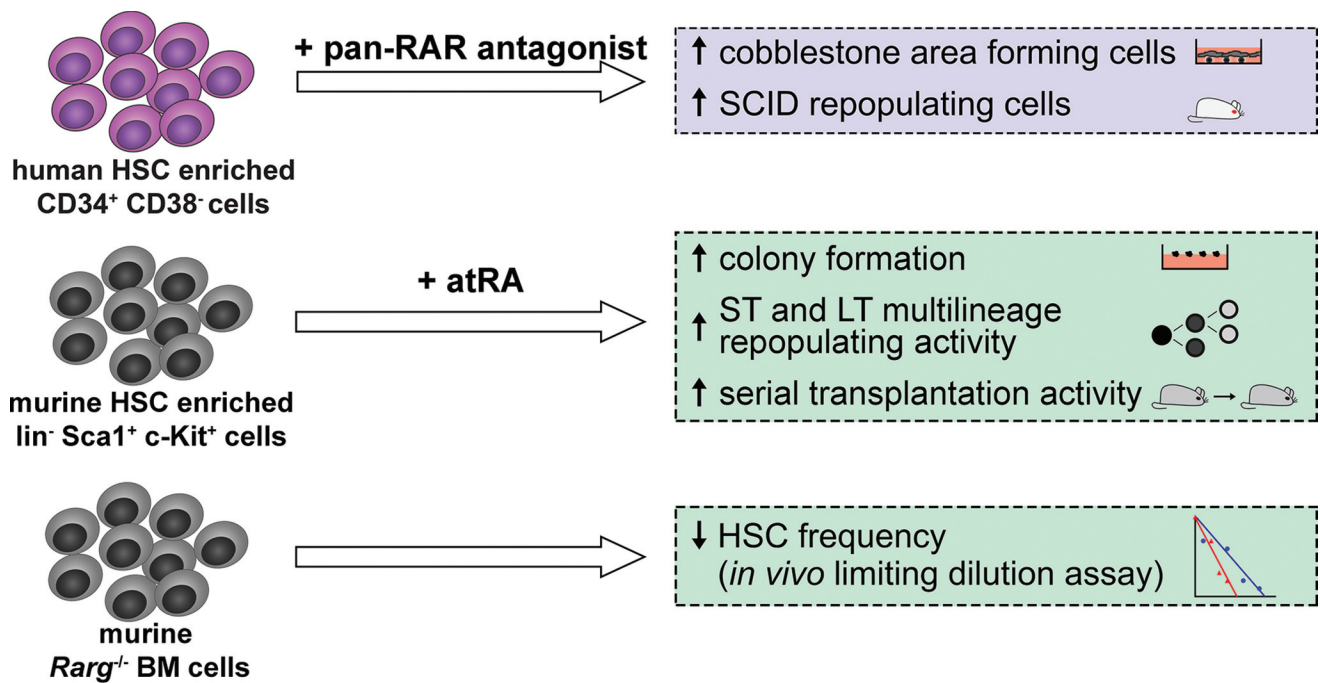 + pan-RAR antagonist
↑ cobblestone area forming cells
↑ SCID repopulating cells
human HSC enriched
CD34⁺ CD38⁻ cells
+ atRA
↑ colony formation
↑ ST and LT multilineage
repopulating activity
↑ serial transplantation activity
murine HSC enriched
lin⁻ Sca1⁺ c-Kit⁺ cells
↓ HSC frequency
(in vivo limiting dilution assay)
murine
Rarg⁻/⁻ BM cells